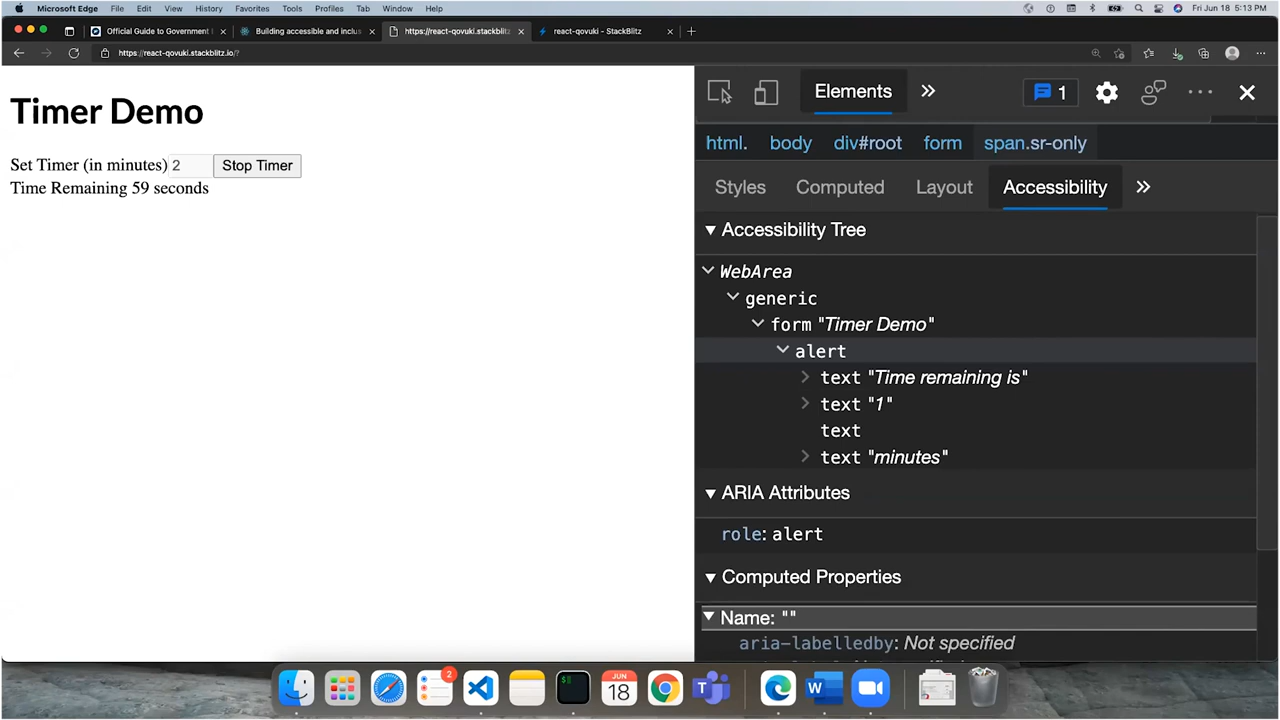 Microsoft Edge File Edit View History Favorites Tools Profiles Tab Window Help Fri Jun 18 5:13 PM
Official Guide to Government I × Building accessible and inclus × https://react-qovuki.stackblitz × react-qovuki - StackBlitz × +
https://react-qovuki.stackblitz.io/?
Timer Demo
Set Timer (in minutes) 2 Stop Timer
Time Remaining 59 seconds
Elements » 1
html. body div#root form span.sr-only
Styles Computed Layout Accessibility »
Accessibility Tree
WebArea
generic
form "Timer Demo"
alert
text "Time remaining is"
text "1"
text
text "minutes"
ARIA Attributes
role: alert
Computed Properties
Name: ""
aria-labelledby: Not specified
2
JUN
18